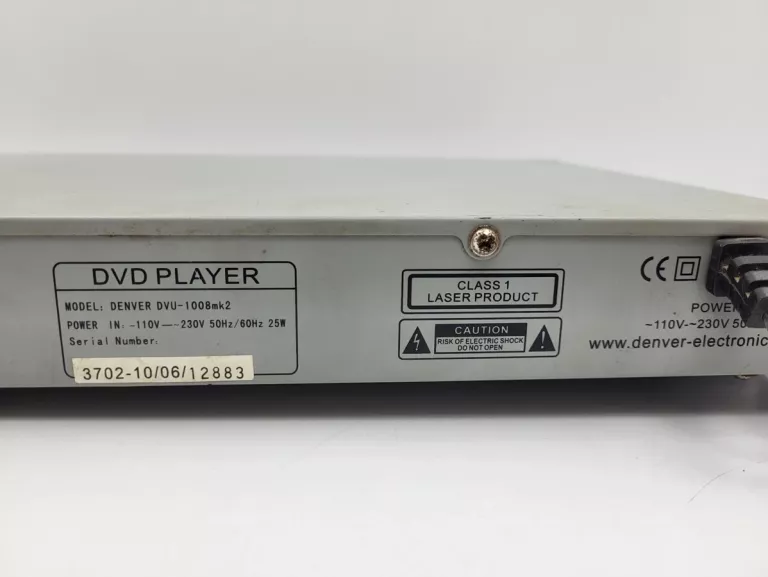 DVD PLAYER
MODEL: DENVER DVU-1008mk2
POWER IN. ~110V—~230V 50Hz/60Hz 25W
Serial Number:
3702-10/06/12883
CLASS 1
LASER PRODUCT
CAUTION
RISK OF ELECTRIC SHOCK
DO NOT OPEN
CE
POWER
~110V-~230V 50
www.denver-electronic